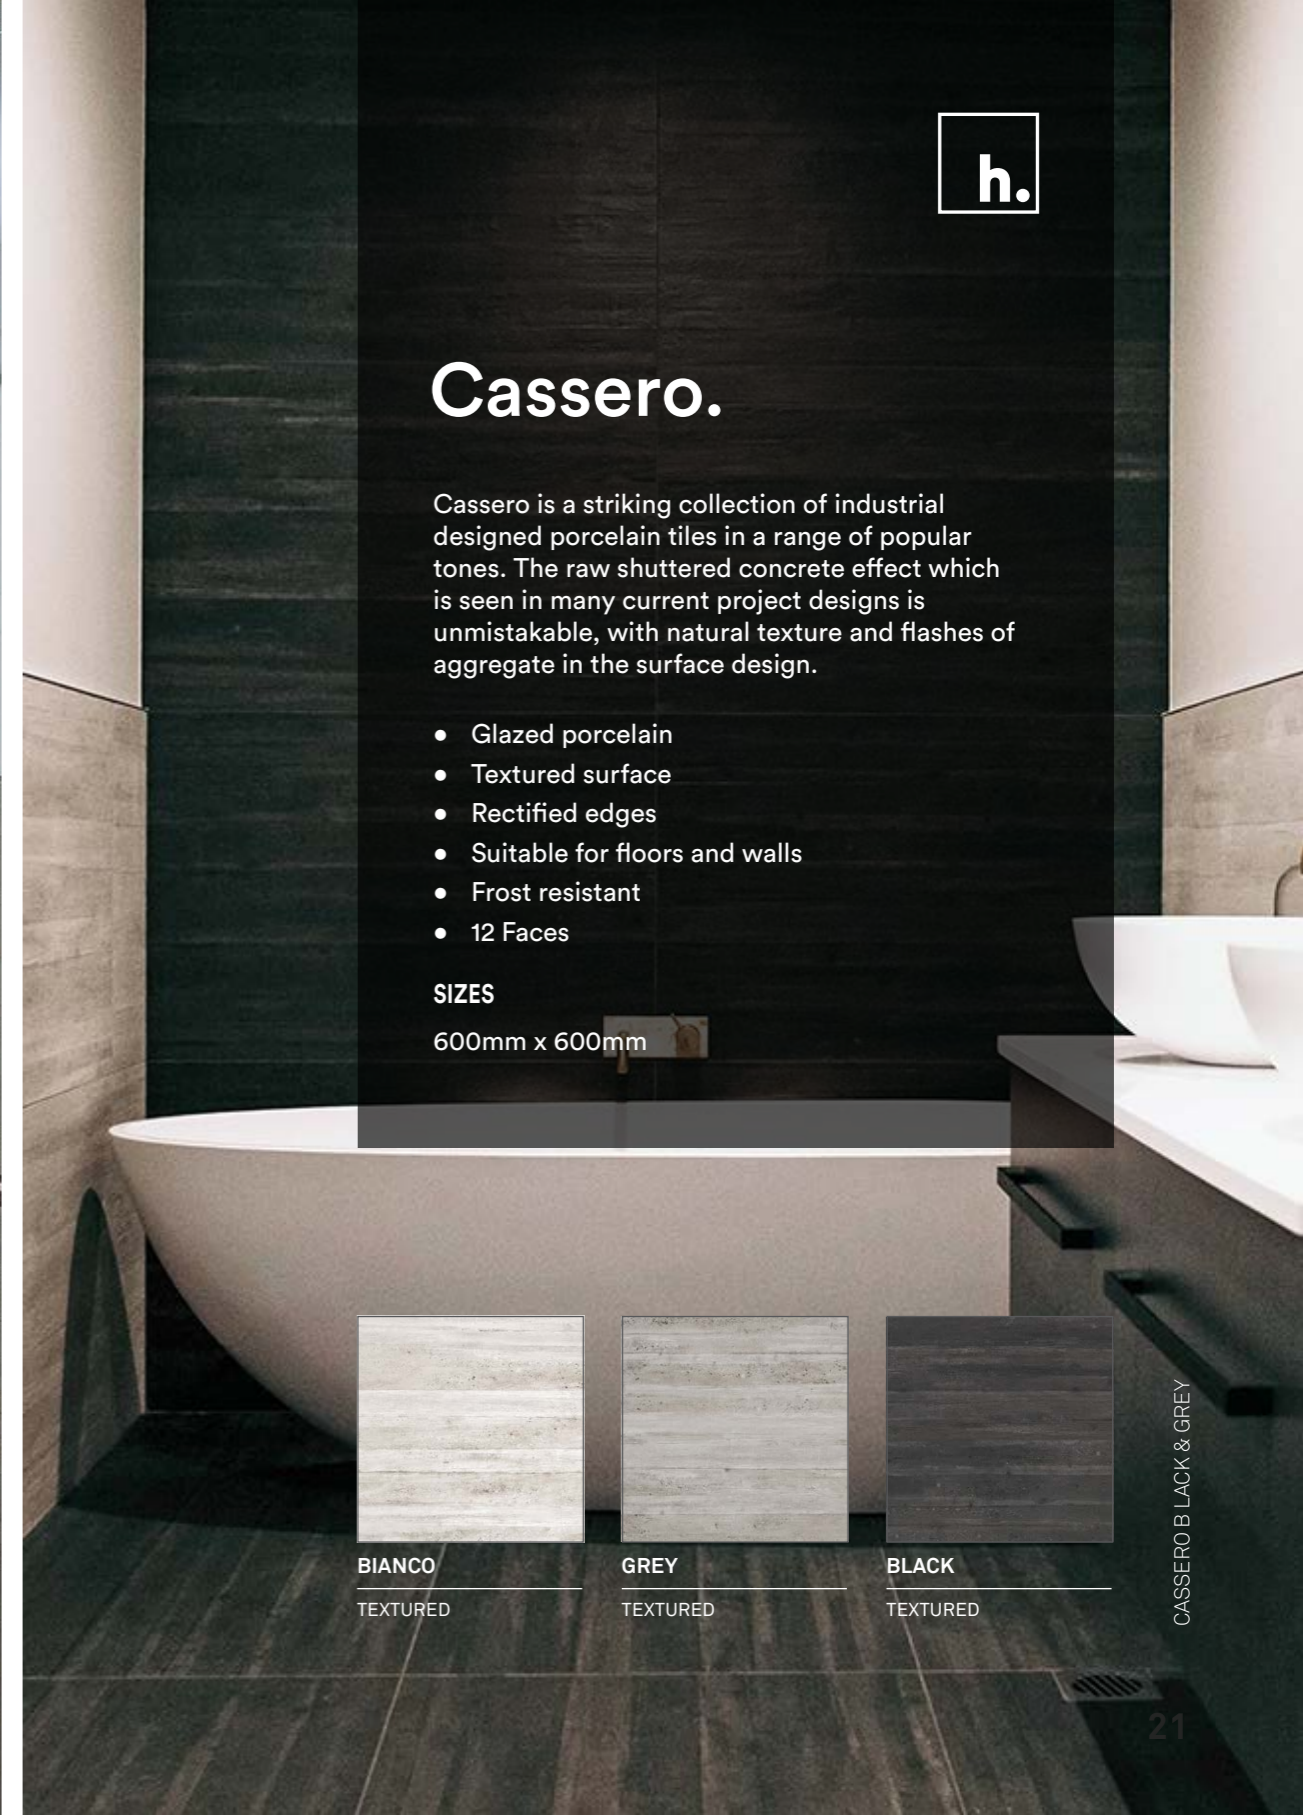 h.
Cassero.
Cassero is a striking collection of industrial
designed porcelain tiles in a range of popular
tones. The raw shuttered concrete effect which
is seen in many current project designs is
unmistakable, with natural texture and flashes of
aggregate in the surface design.
• Glazed porcelain
• Textured surface
• Rectified edges
• Suitable for floors and walls
• Frost resistant
• 12 Faces
SIZES
600mm x 600mm
BIANCO
TEXTURED
GREY
TEXTURED
BLACK
TEXTURED
CASSERO B LACK & GREY
21